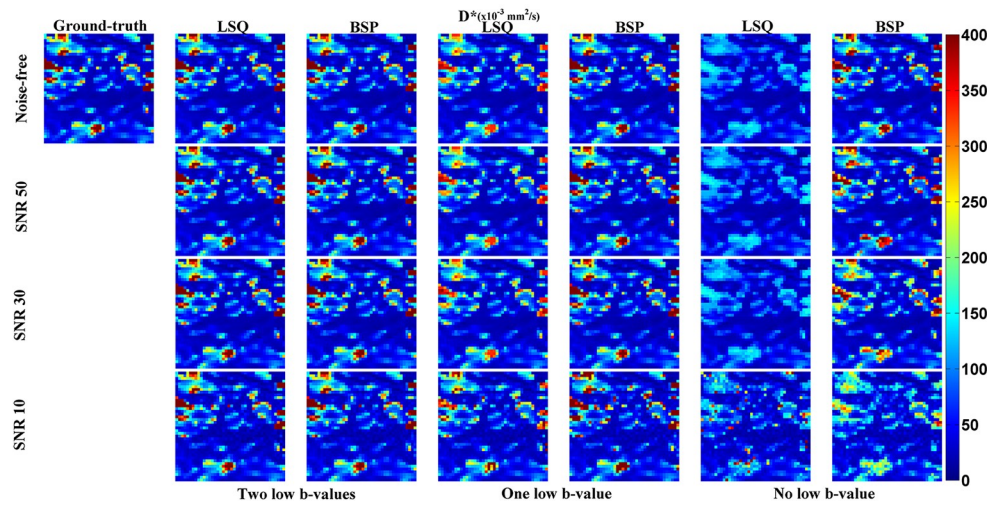 D*(x10⁻³ mm²/s)
Ground-truth LSQ BSP LSQ BSP LSQ BSP
Noise-free
SNR 50
SNR 30
SNR 10
Two low b-values One low b-value No low b-value
400
350
300
250
200
150
100
50
0